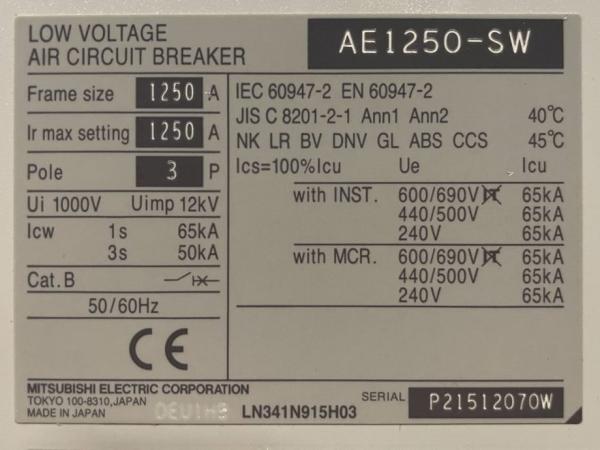 LOW VOLTAGE
AIR CIRCUIT BREAKER
AE1250-SW
Frame size 1250 A
Ir max setting 1250 A
Pole 3 P
Ui 1000V Uimp 12kV
Icw 1s 65kA
3s 50kA
Cat. B
50/60Hz
CE
IEC 60947-2 EN 60947-2
JIS C 8201-2-1 Ann1 Ann2 40℃
NK LR BV DNV GL ABS CCS 45℃
Ics=100%Icu Ue Icu
with INST. 600/690V IT 65kA
440/500V 65kA
240V 65kA
with MCR. 600/690V IT 65kA
440/500V 65kA
240V 65kA
MITSUBISHI ELECTRIC CORPORATION
TOKYO 100-8310,JAPAN
MADE IN JAPAN
LN341N915H03
SERIAL P21512070W